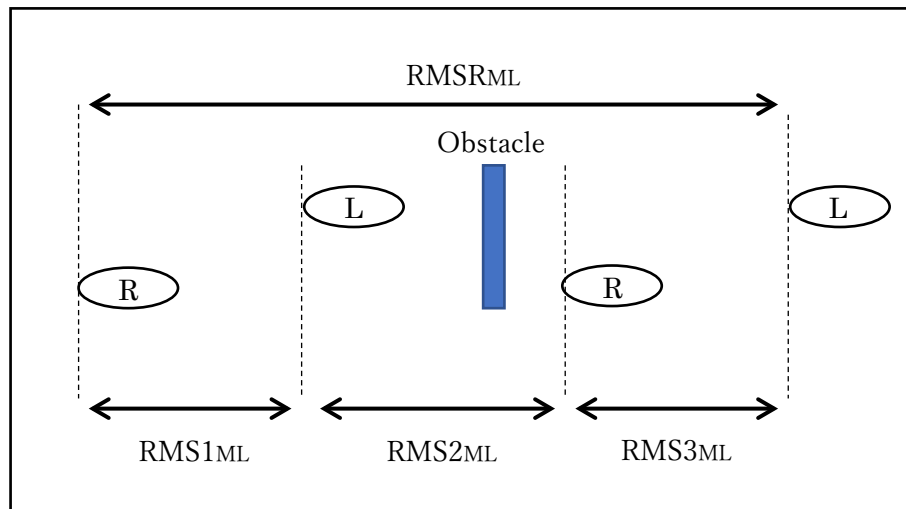 RMSRML
Obstacle
L
L
R
R
RMS1ML
RMS2ML
RMS3ML